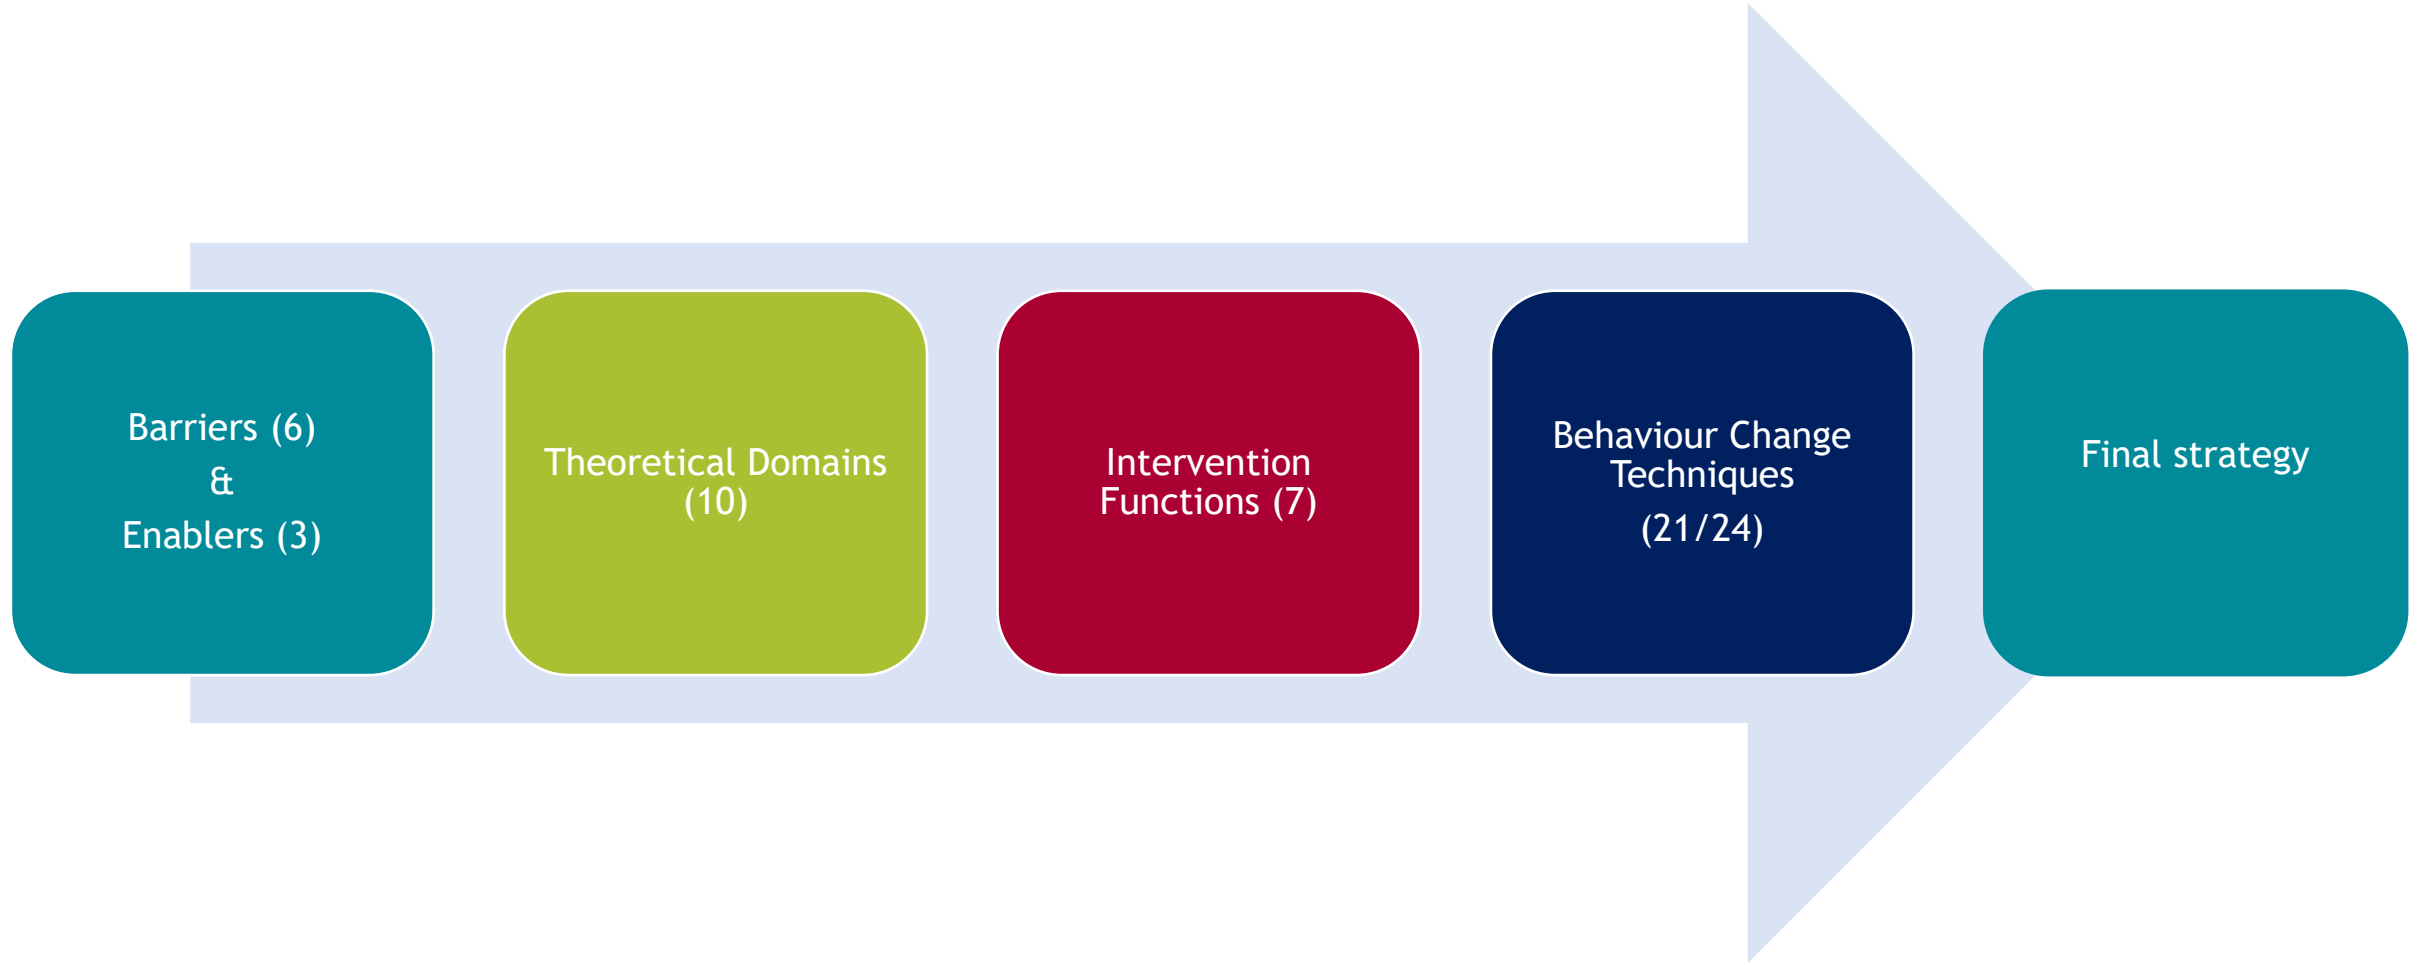 Barriers (6)
&
Enablers (3)
Theoretical Domains
(10)
Intervention
Functions (7)
Behaviour Change
Techniques
(21/24)
Final strategy